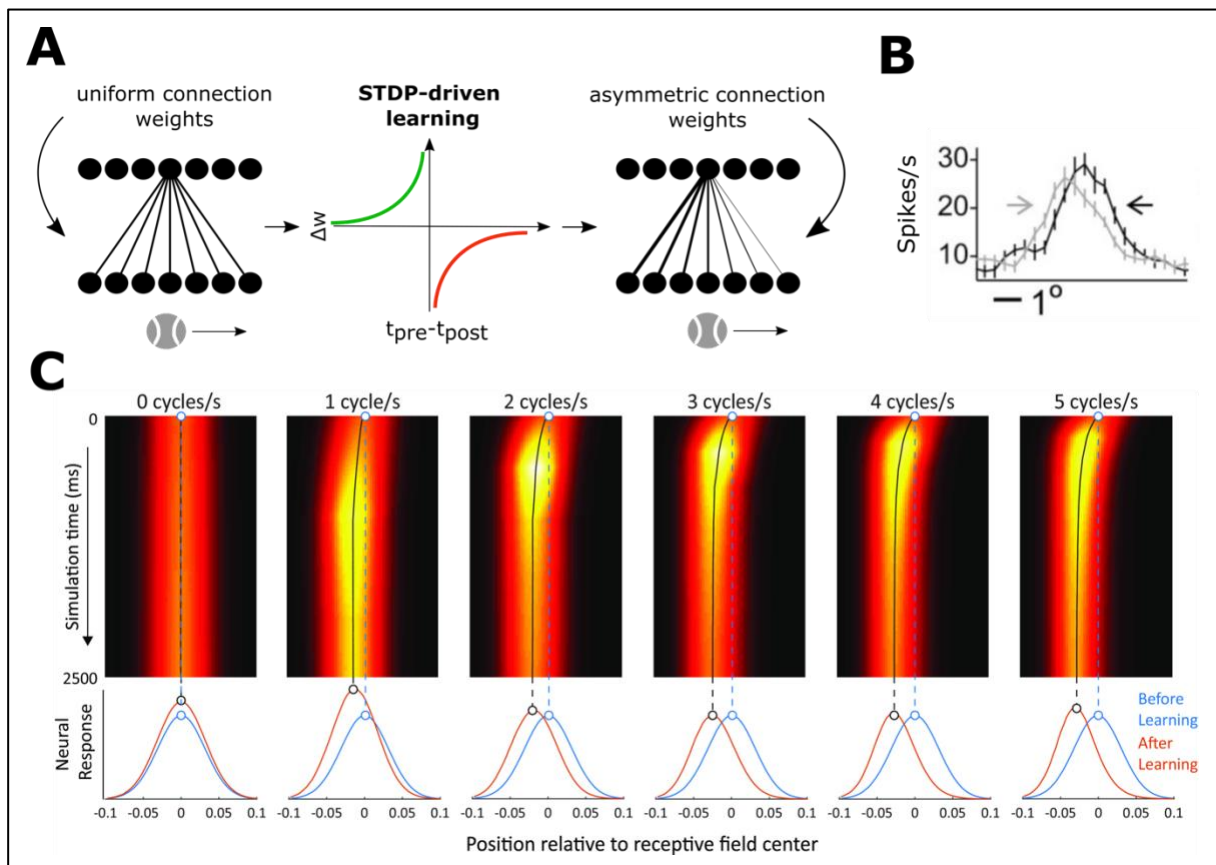 A
uniform connection
weights
STDP-driven
learning
Δw
tpre-tpost
asymmetric connection
weights
B
Spikes/s
30
20
10
1°
C
0 cycles/s
1 cycle/s
2 cycles/s
3 cycles/s
4 cycles/s
5 cycles/s
0
Simulation time (ms)
2500
Neural
Response
Before
Learning
After
Learning
-0.1 -0.05 0 0.05 0.1
-0.1 -0.05 0 0.05 0.1
-0.1 -0.05 0 0.05 0.1
-0.1 -0.05 0 0.05 0.1
-0.1 -0.05 0 0.05 0.1
-0.1 -0.05 0 0.05 0.1
Position relative to receptive field center